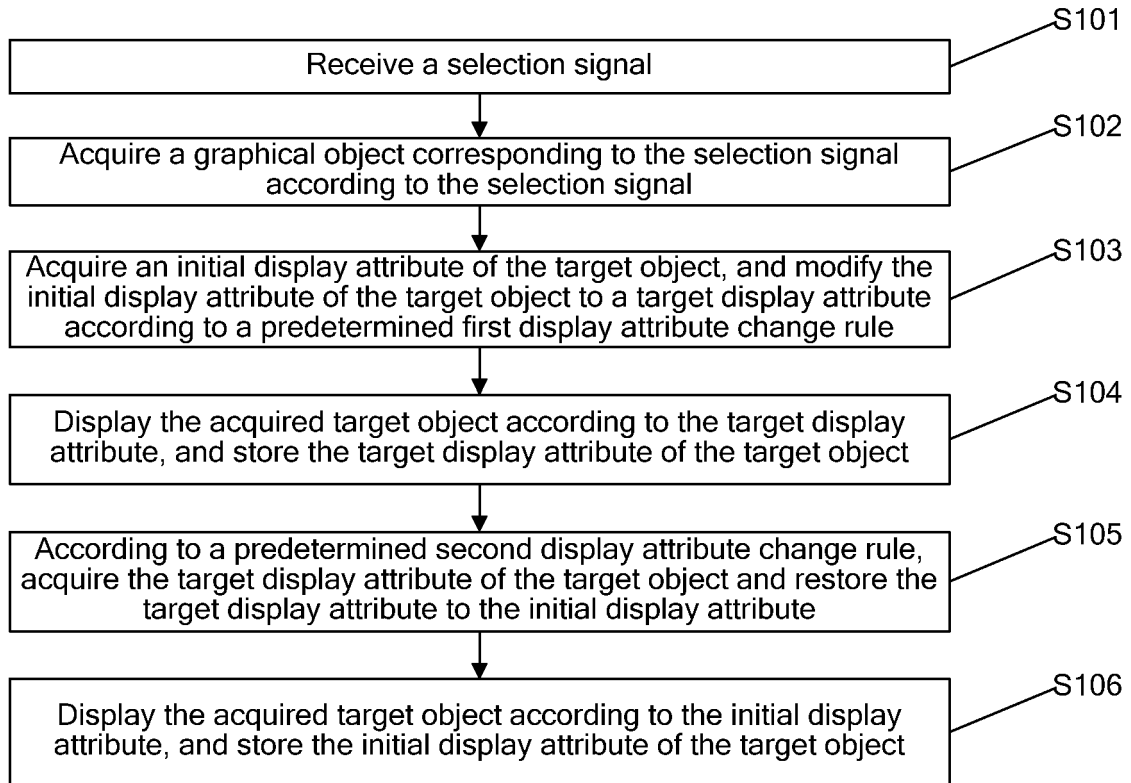 S101
Receive a selection signal
S102
Acquire a graphical object corresponding to the selection signal
according to the selection signal
S103
Acquire an initial display attribute of the target object, and modify the
initial display attribute of the target object to a target display attribute
according to a predetermined first display attribute change rule
S104
Display the acquired target object according to the target display
attribute, and store the target display attribute of the target object
S105
According to a predetermined second display attribute change rule,
acquire the target display attribute of the target object and restore the
target display attribute to the initial display attribute
S106
Display the acquired target object according to the initial display
attribute, and store the initial display attribute of the target object